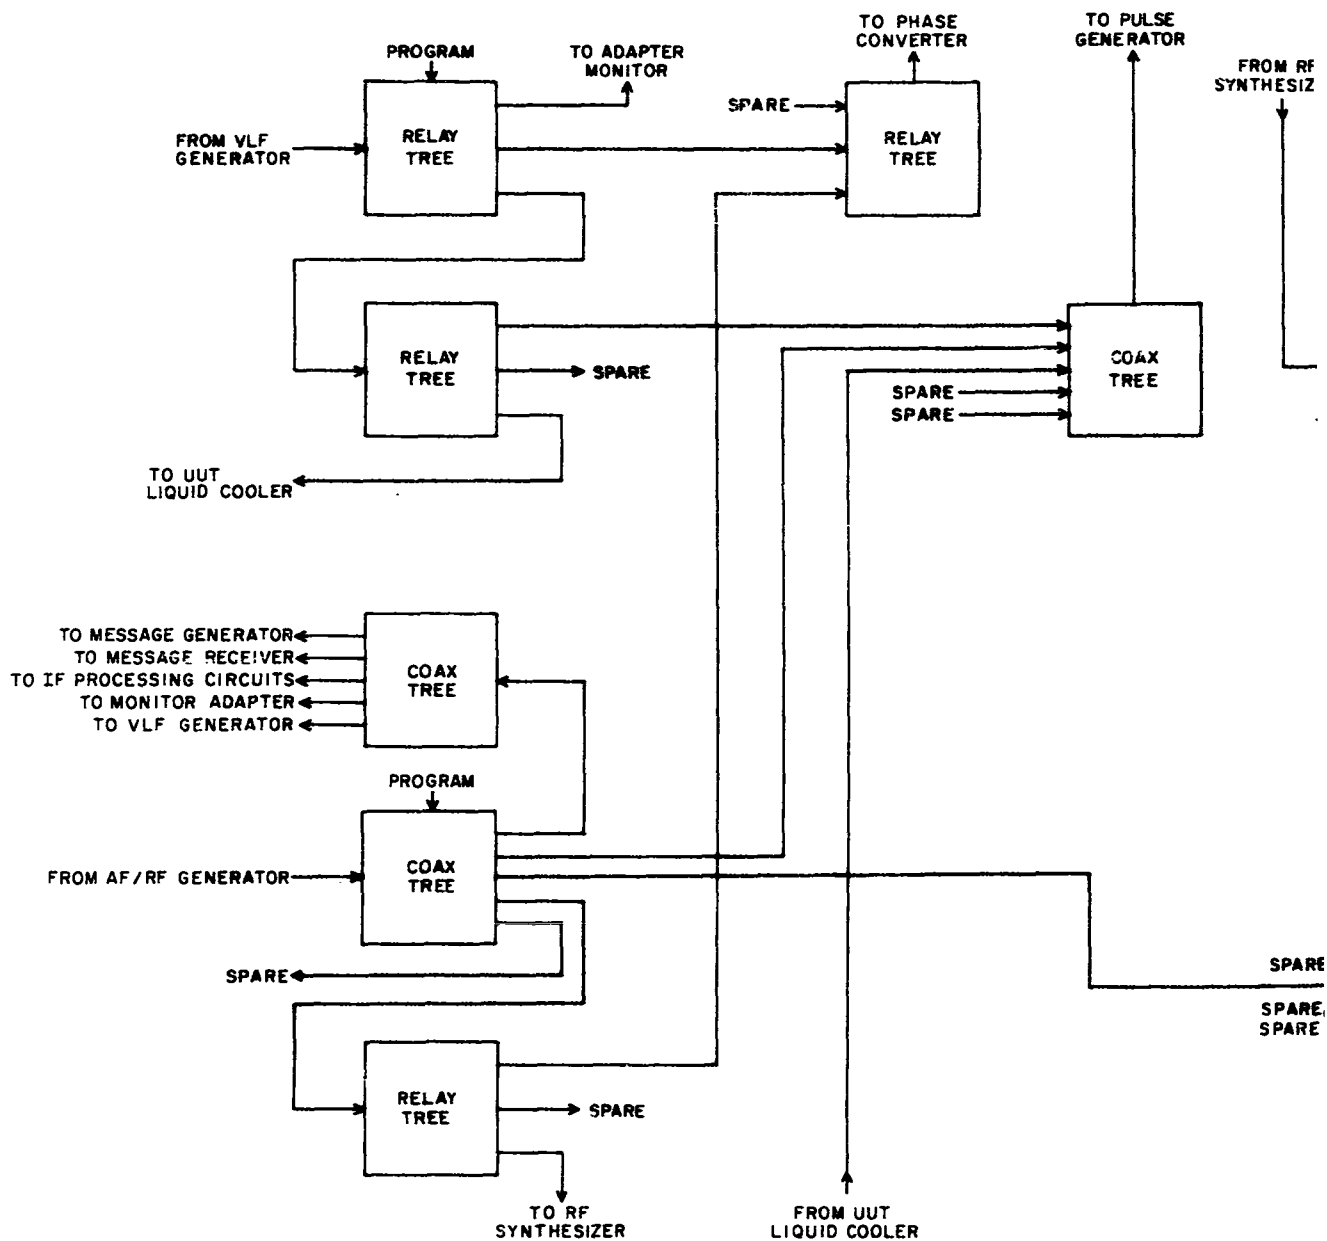 TO PHASE
CONVERTER
TO PULSE
GENERATOR
PROGRAM
TO ADAPTER
MONITOR
FROM RF
SYNTHESIZ
SPARE
FROM VLF
GENERATOR
RELAY
TREE
RELAY
TREE
RELAY
TREE
SPARE
COAX
TREE
SPARE
SPARE
TO UUT
LIQUID COOLER
TO MESSAGE GENERATOR
TO MESSAGE RECEIVER
TO IF PROCESSING CIRCUITS
TO MONITOR ADAPTER
TO VLF GENERATOR
COAX
TREE
PROGRAM
FROM AF/RF GENERATOR
COAX
TREE
SPARE
SPARE
SPARE
SPARE
RELAY
TREE
SPARE
TO RF
SYNTHESIZER
FROM UUT
LIQUID COOLER